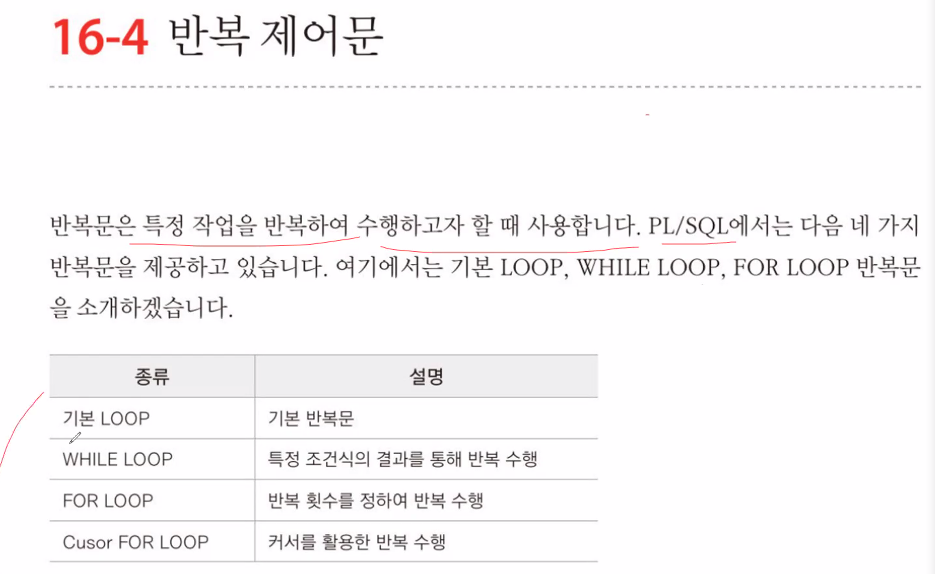 16-4 반복 제어문
반복문은 특정 작업을 반복하여 수행하고자 할 때 사용합니다. PL/SQL에서는 다음 네 가지
반복문을 제공하고 있습니다. 여기에서는 기본 LOOP, WHILE LOOP, FOR LOOP 반복문
을 소개하겠습니다.
종류 설명
기본 LOOP 기본 반복문
WHILE LOOP 특정 조건식의 결과를 통해 반복 수행
FOR LOOP 반복 횟수를 정하여 반복 수행
Cusor FOR LOOP 커서를 활용한 반복 수행